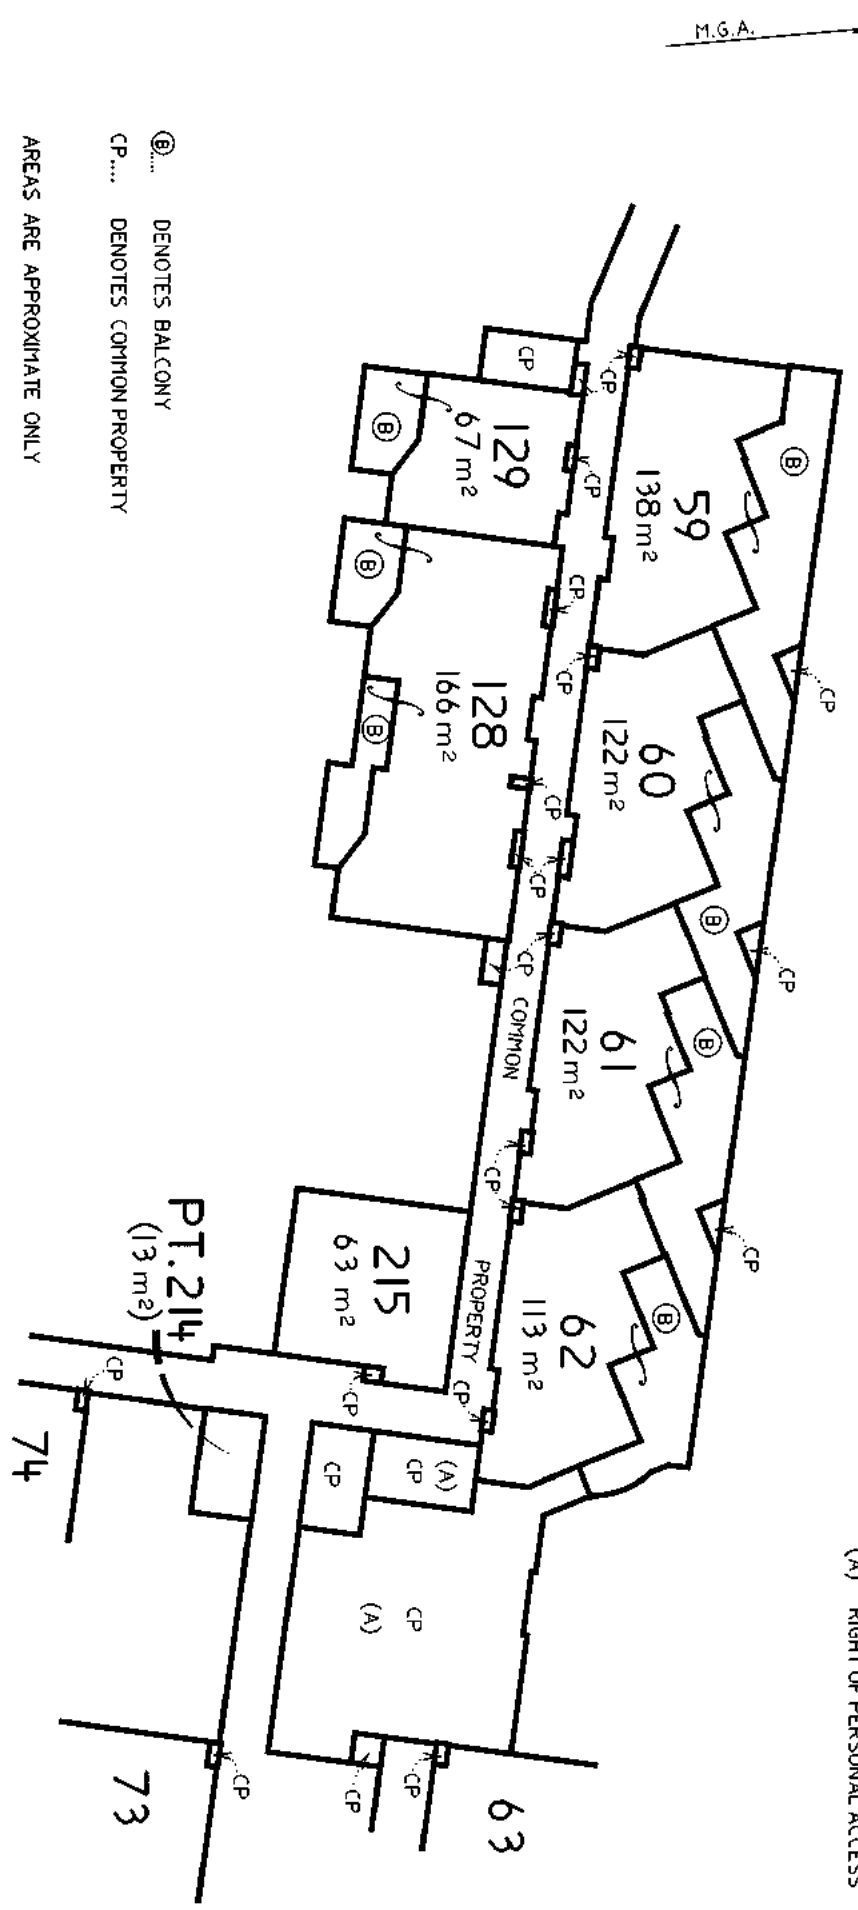 M.G.A.
Ⓑ.... DENOTES BALCONY
CP.... DENOTES COMMON PROPERTY
AREAS ARE APPROXIMATE ONLY
(A) RIGHT OF PERSONAL ACCESS
CP
CP
129
67 m²
Ⓑ
CP
59
138 m²
Ⓑ
CP
128
166 m²
Ⓑ
Ⓑ
CP
CP
CP
60
122 m²
CP
CP
Ⓑ
CP
CP
COMMON
PROPERTY
61
122 m²
Ⓑ
CP
CP
62
113 m²
Ⓑ
CP
215
63 m²
CP
PT.214
(13 m²)
CP
74
CP
(A)
CP
CP
(A)
73
CP
CP
CP
63